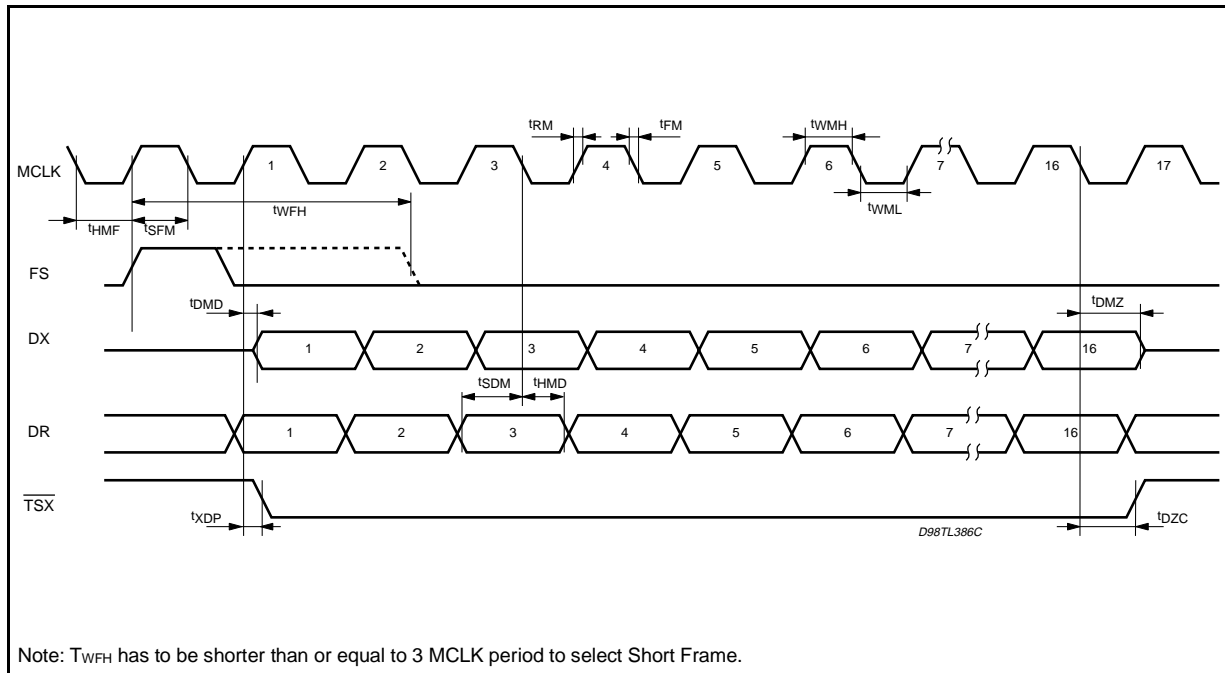 tRM tFM tWMH
MCLK 1 2 3 4 5 6 7 16 17
tWML
tWFH
tHMF tSFM
FS
tDMD tDMZ
DX 1 2 3 4 5 6 7 16
tSDM tHMD
DR 1 2 3 4 5 6 7 16
TSX
tXDP tDZC
D98TL386C
Note: TWFH has to be shorter than or equal to 3 MCLK period to select Short Frame.